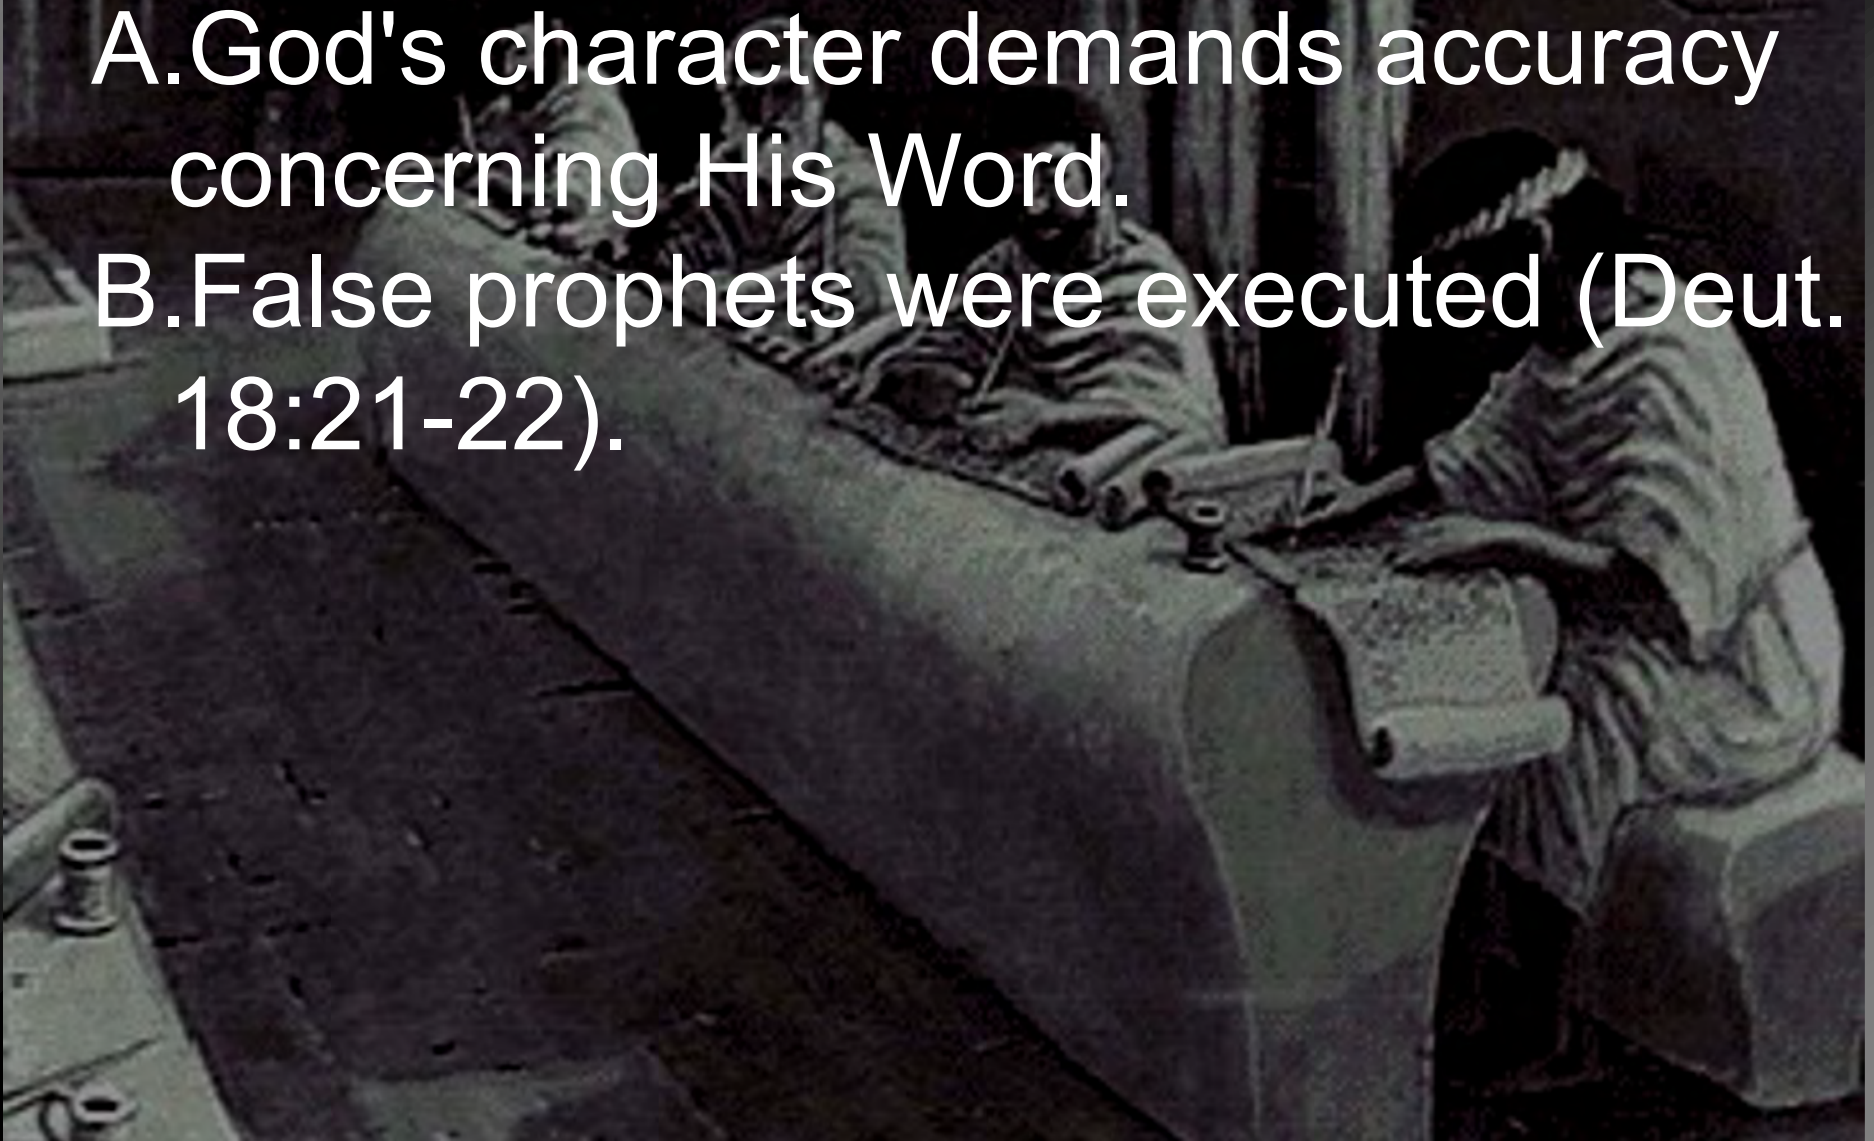 A.God's character demands accuracy
concerning His Word.
B.False prophets were executed (Deut.
18:21-22).